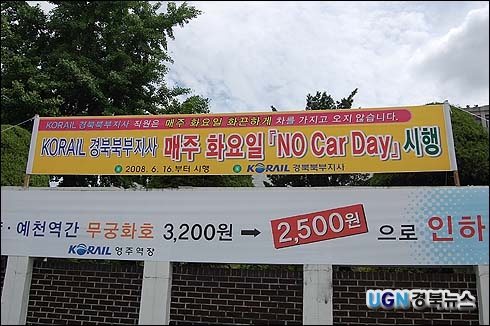 KORAIL 경북북부지사 직원은 매주 화요일 화끈하게 차를 가지고 오지 않습니다.
KORAIL 경북북부지사 매주 화요일 『NO Car Day』 시행
2008. 6. 16 부터 시행 KORAIL 경북북부지사
· 예천역간 무궁화호 3,200원 → 2,500원 으로 인하
KORAIL 영주역장
UGN경북뉴스